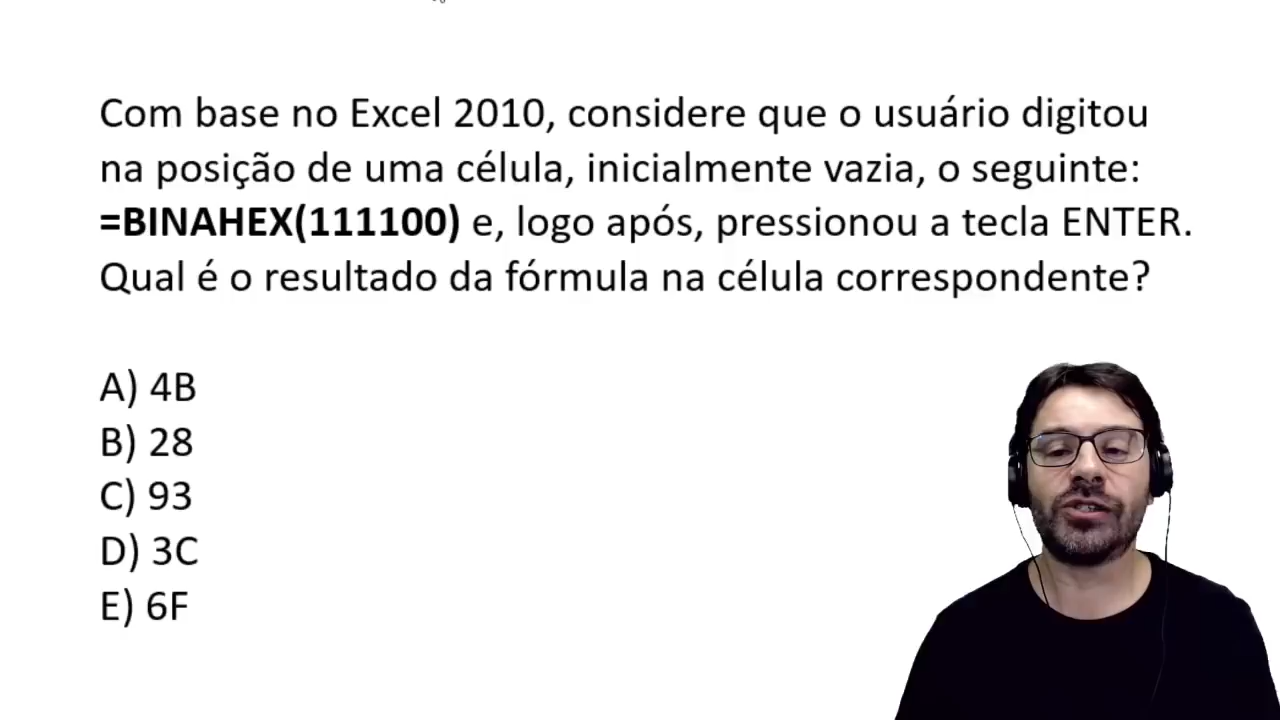 Com base no Excel 2010, considere que o usuário digitou
na posição de uma célula, inicialmente vazia, o seguinte:
=BINAHEX(111100) e, logo após, pressionou a tecla ENTER.
Qual é o resultado da fórmula na célula correspondente?
A) 4B
B) 28
C) 93
D) 3C
E) 6F